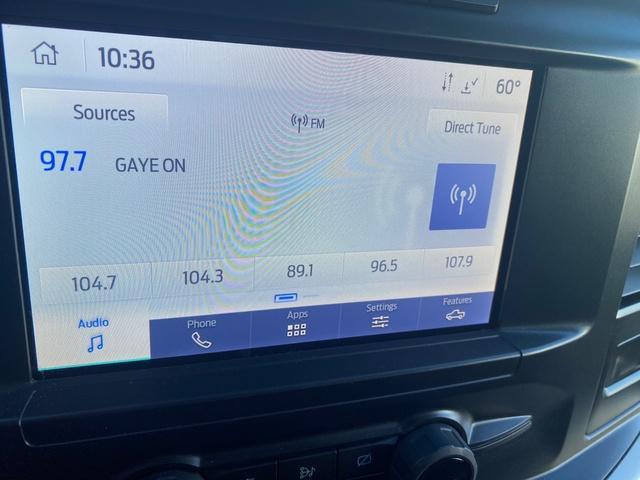 10:36
60°
Sources
FM
Direct Tune
97.7 GAYE ON
104.7 104.3 89.1 96.5 107.9
Audio Phone Apps Settings Features